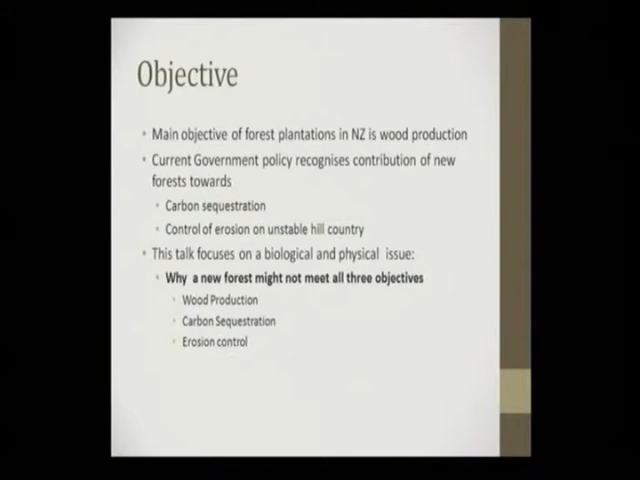 Objective
Main objective of forest plantations in NZ is wood production
Current Government policy recognises contribution of new
forests towards
Carbon sequestration
Control of erosion on unstable hill country
This talk focuses on a biological and physical issue:
Why a new forest might not meet all three objectives
Wood Production
Carbon Sequestration
Erosion control